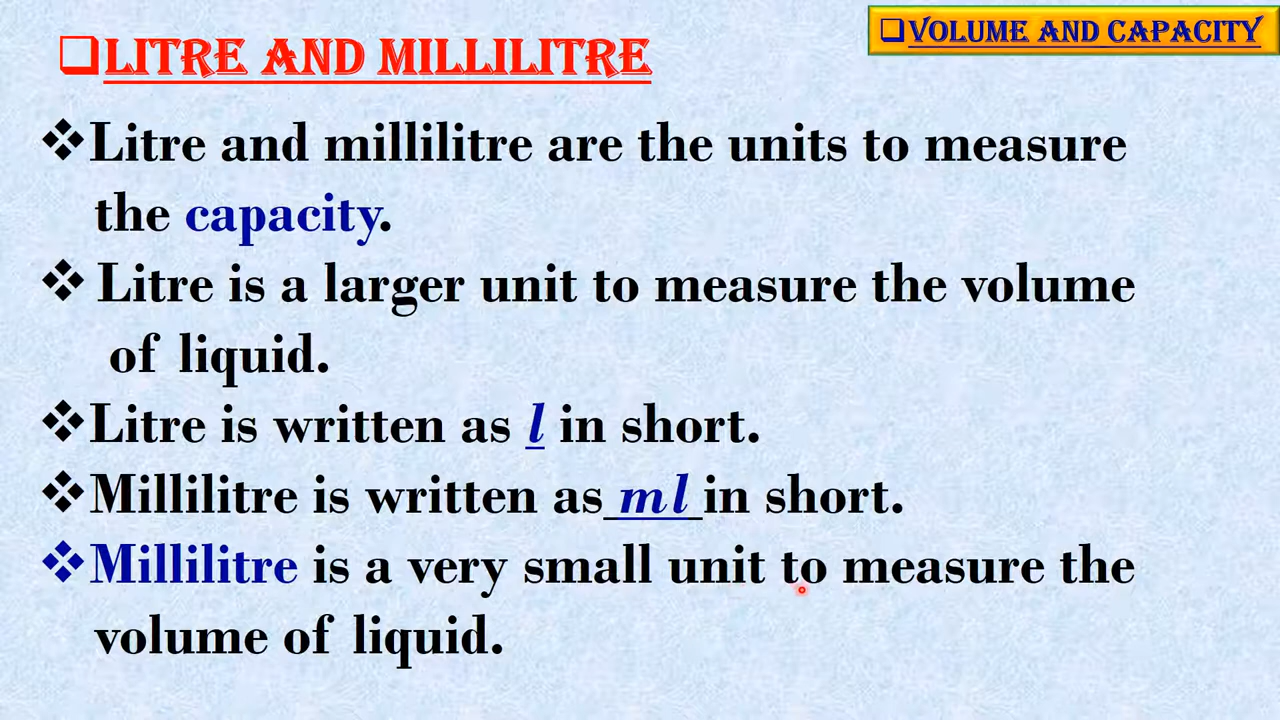 LITRE AND MILLILITRE
VOLUME AND CAPACITY
Litre and millilitre are the units to measure
the capacity.
Litre is a larger unit to measure the volume
of liquid.
Litre is written as l in short.
Millilitre is written as ml in short.
Millilitre is a very small unit to measure the
volume of liquid.